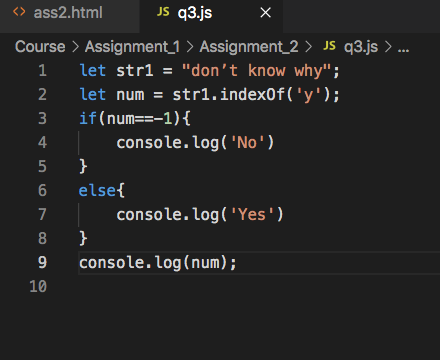 <> ass2.html JS q3.js ×
Course > Assignment_1 > Assignment_2 > JS q3.js > ...
1 let str1 = "don’t know why";
2 let num = str1.indexOf('y');
3 if(num==-1){
4     console.log('No')
5 }
6 else{
7     console.log('Yes')
8 }
9 console.log(num);
10